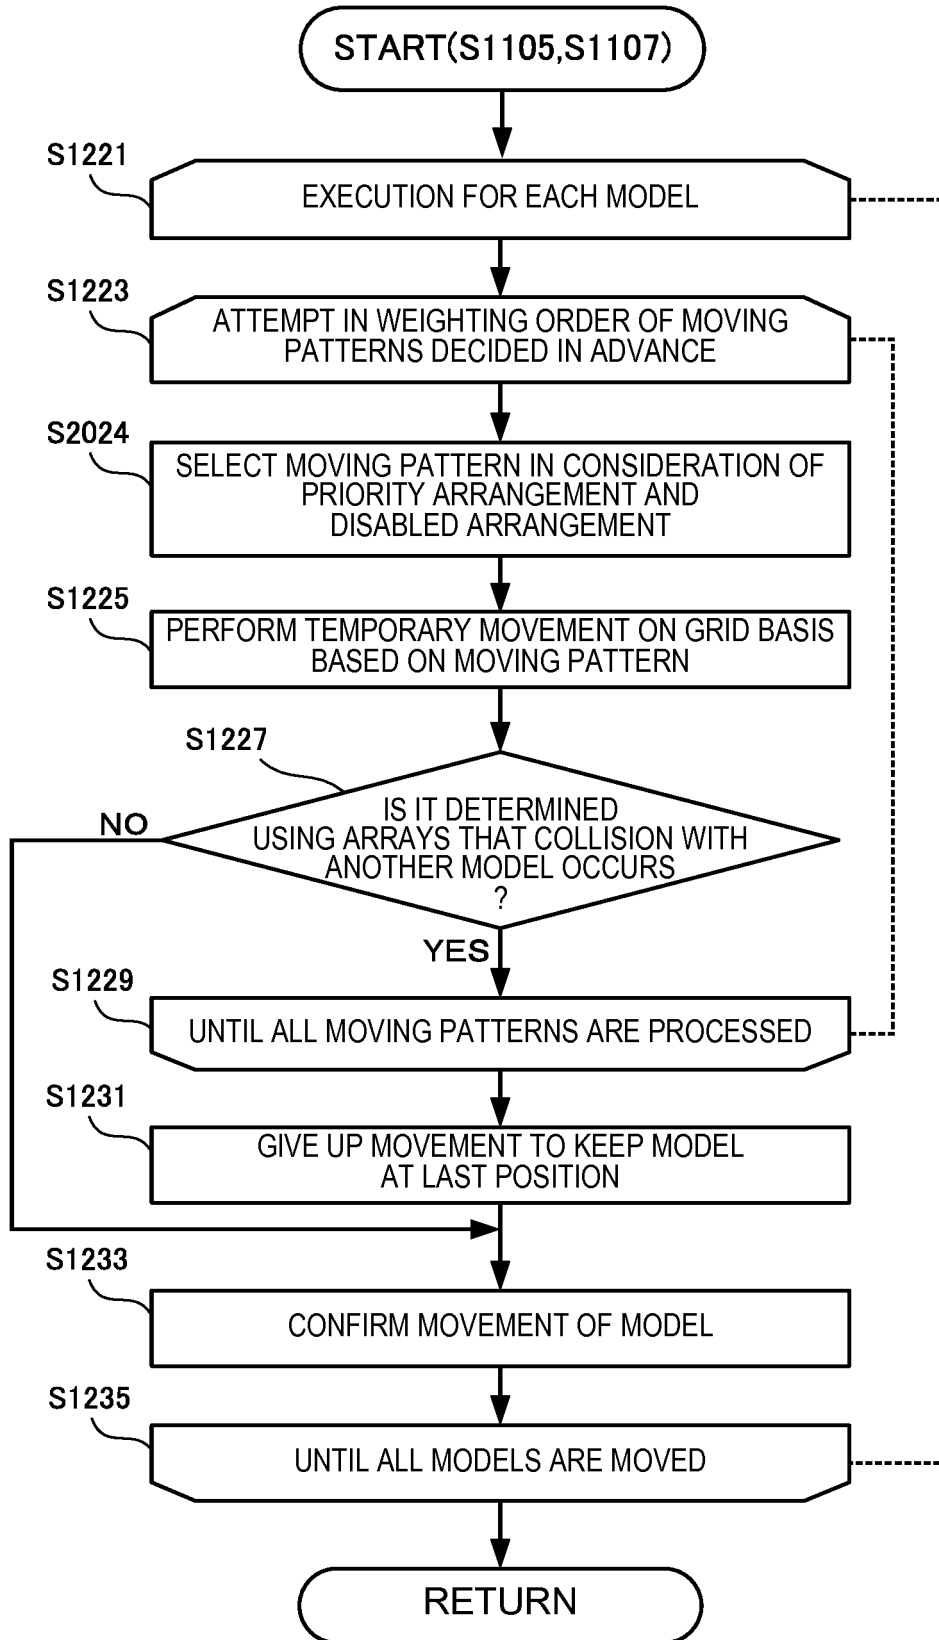 START(S1105,S1107)
S1221
EXECUTION FOR EACH MODEL
S1223
ATTEMPT IN WEIGHTING ORDER OF MOVING
PATTERNS DECIDED IN ADVANCE
S2024
SELECT MOVING PATTERN IN CONSIDERATION OF
PRIORITY ARRANGEMENT AND
DISABLED ARRANGEMENT
S1225
PERFORM TEMPORARY MOVEMENT ON GRID BASIS
BASED ON MOVING PATTERN
S1227
IS IT DETERMINED
USING ARRAYS THAT COLLISION WITH
ANOTHER MODEL OCCURS
?
NO
YES
S1229
UNTIL ALL MOVING PATTERNS ARE PROCESSED
S1231
GIVE UP MOVEMENT TO KEEP MODEL
AT LAST POSITION
S1233
CONFIRM MOVEMENT OF MODEL
S1235
UNTIL ALL MODELS ARE MOVED
RETURN